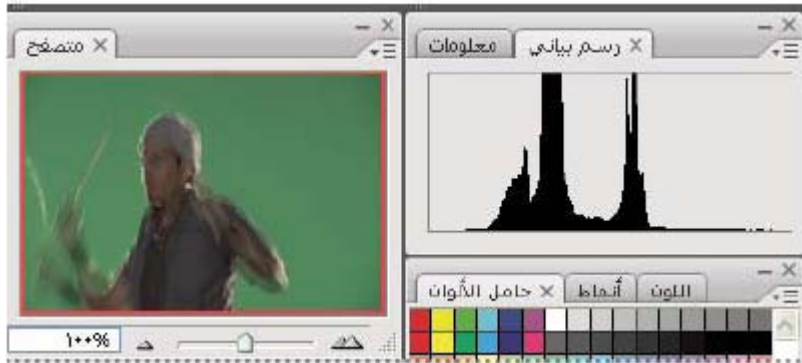 رسم بياني ×
معلومات
متصفح ×
اللون
أنماط
حامل الألوان ×
١٠٠%